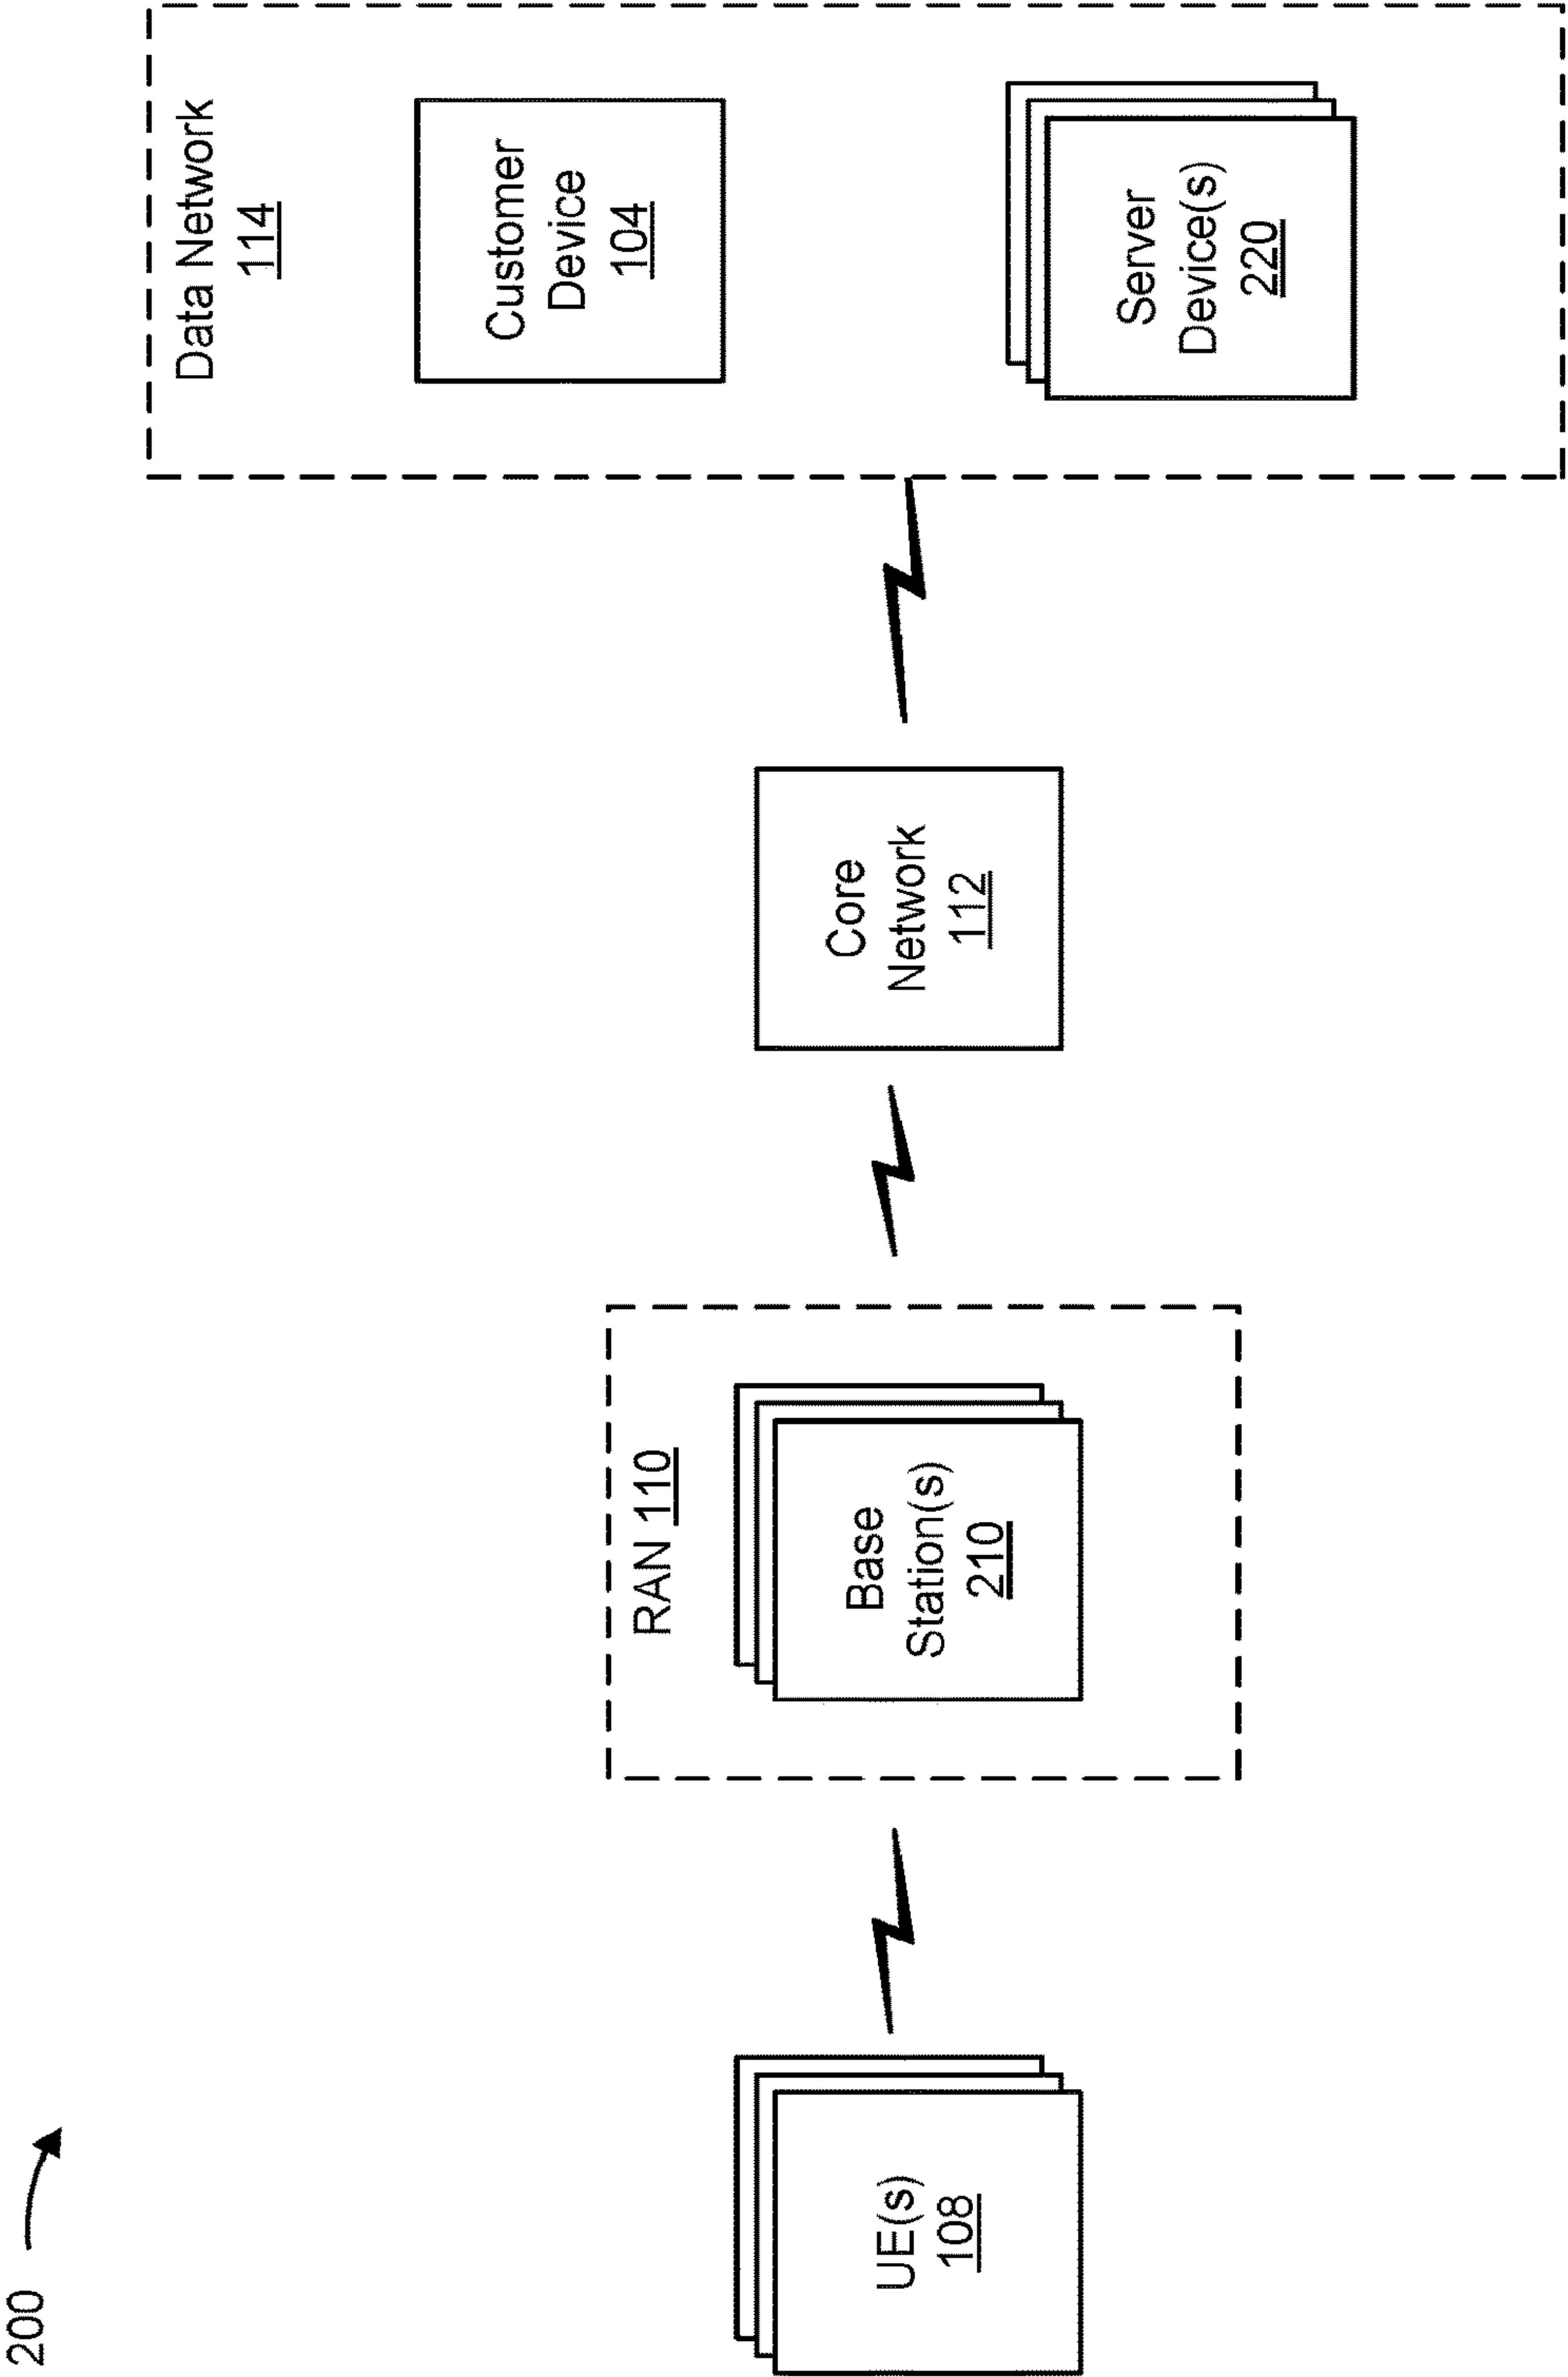 200
UE(s)
108
RAN 110
Base
Station(s)
210
Core
Network
112
Data Network
114
Customer
Device
104
Server
Device(s)
220